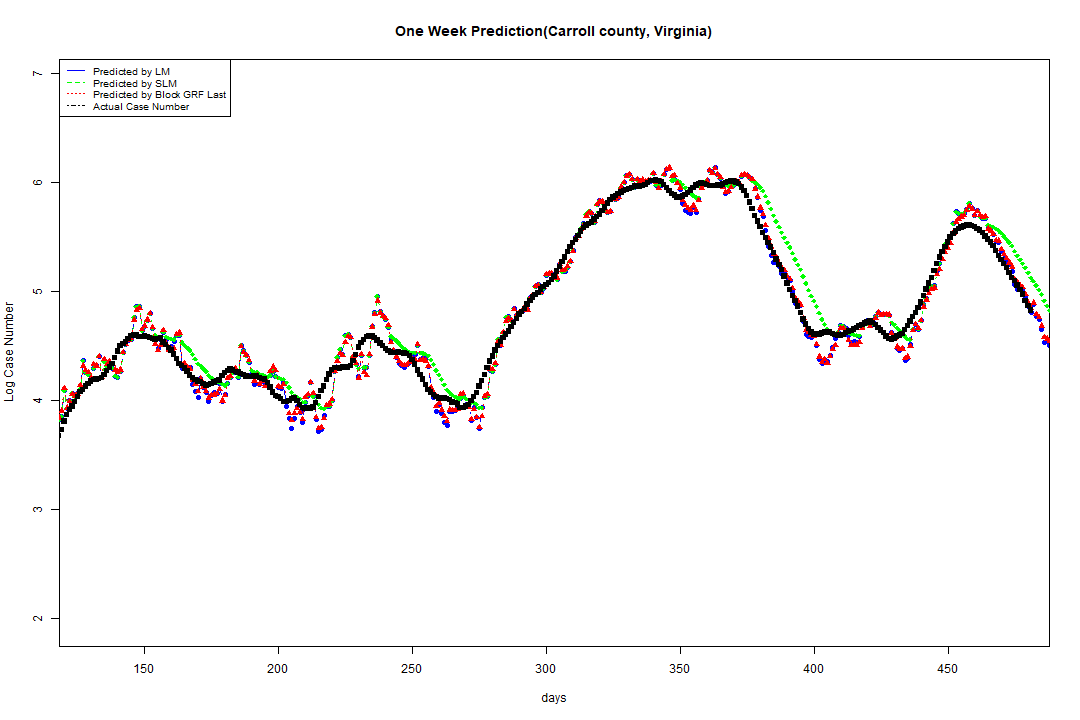 One Week Prediction(Carroll county, Virginia)
Predicted by LM
Predicted by SLM
Predicted by Block GRF Last
Actual Case Number
Log Case Number
7
6
5
4
3
2
150 200 250 300 350 400 450
days